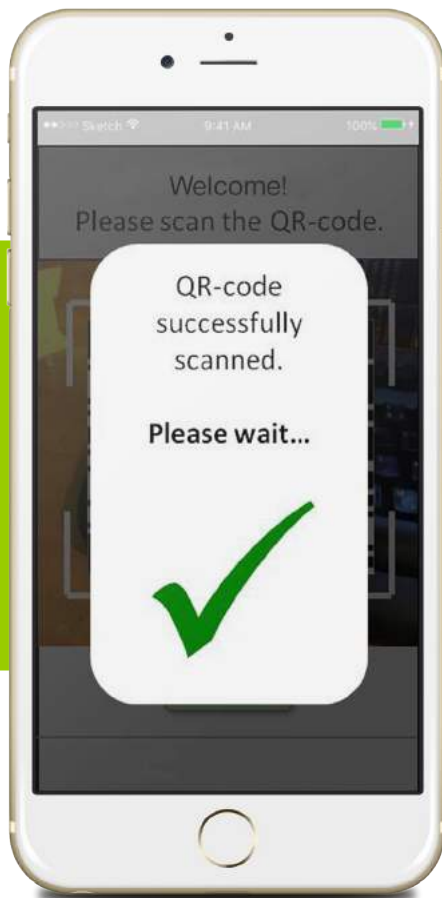 Sketch 9:41 AM 100%
Welcome!
Please scan the QR-code.
QR-code
successfully
scanned.
Please wait...